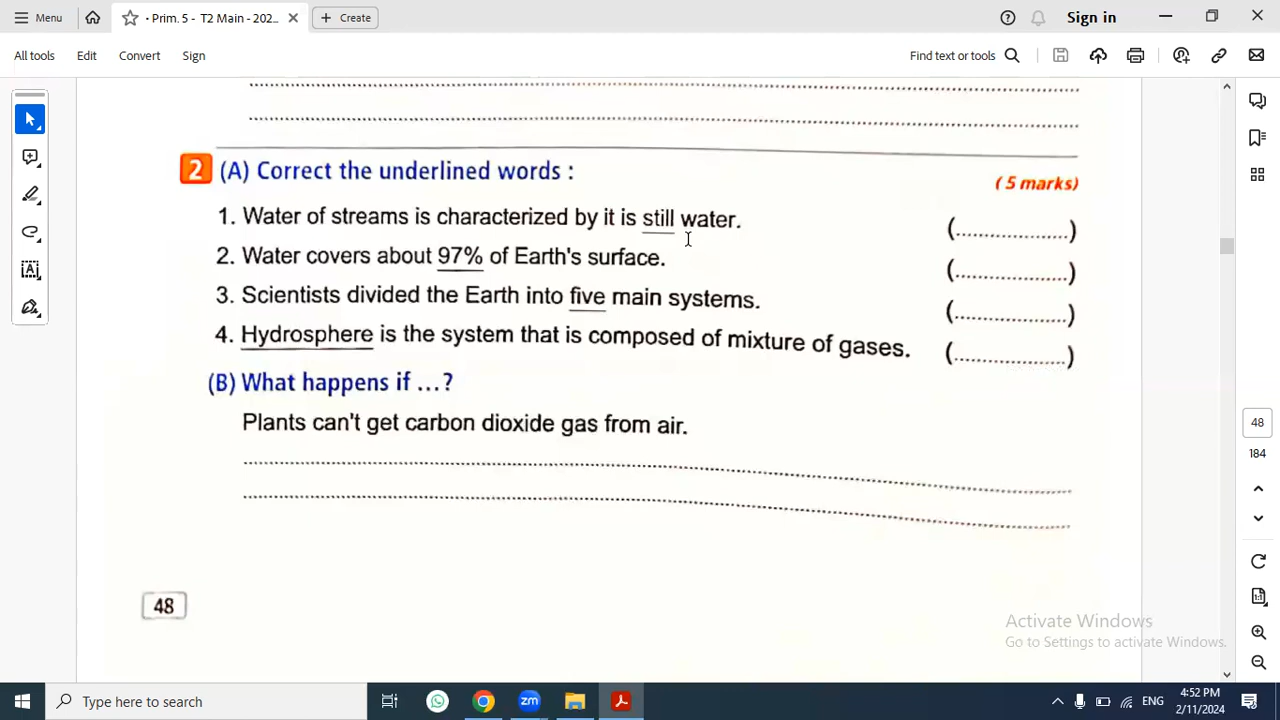 Menu
• Prim. 5 - T2 Main - 202...
Create
Sign in
All tools
Edit
Convert
Sign
Find text or tools
2 (A) Correct the underlined words :
( 5 marks)
1. Water of streams is characterized by it is still water. (....................)
2. Water covers about 97% of Earth's surface. (....................)
3. Scientists divided the Earth into five main systems. (....................)
4. Hydrosphere is the system that is composed of mixture of gases. (....................)
(B) What happens if ...?
Plants can't get carbon dioxide gas from air.
48
48
184
Activate Windows
Go to Settings to activate Windows.
Type here to search
zm
ENG
4:52 PM
2/11/2024